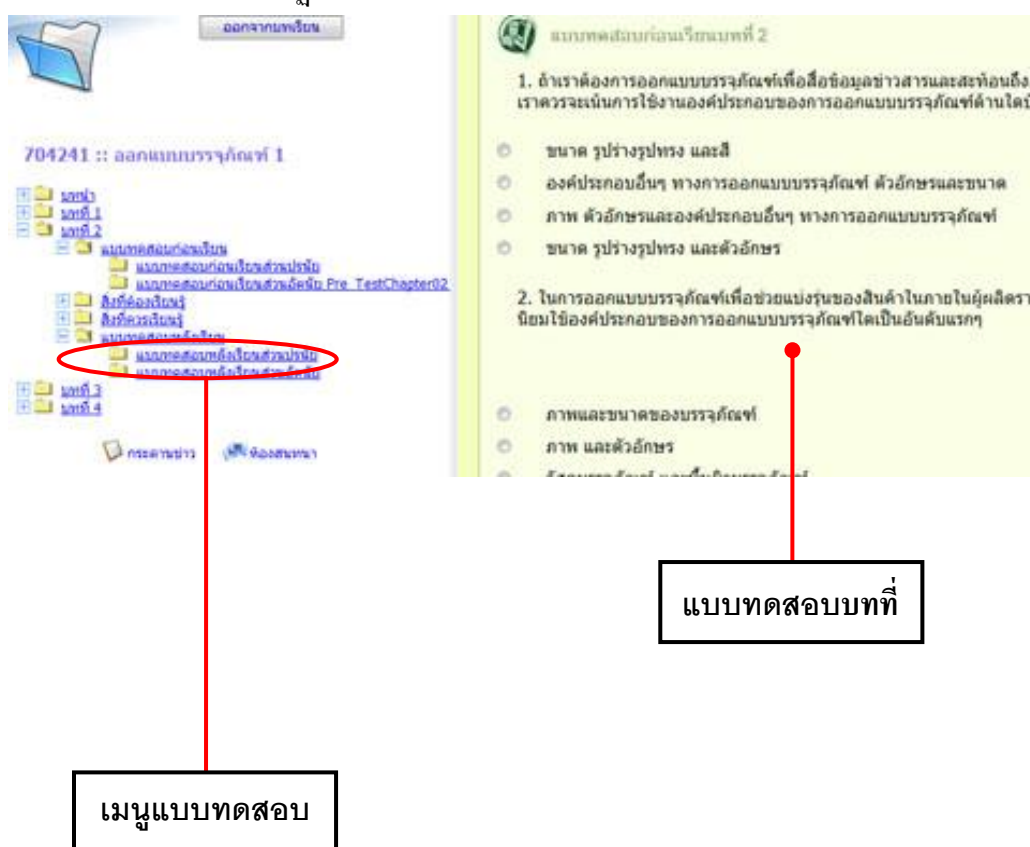 ออกจากบทเรียน
704241 :: ออกแบบบรรจุภัณฑ์ 1
บทนำ
บทที่ 1
บทที่ 2
แบบทดสอบก่อนเรียน
แบบทดสอบก่อนเรียนส่วนปรนัย
แบบทดสอบก่อนเรียนส่วนอัตนัย Pre_TestChapter02
สิ่งที่ต้องเรียนรู้
สิ่งที่ควรเรียนรู้
แบบทดสอบหลังเรียน
แบบทดสอบหลังเรียนส่วนปรนัย
แบบทดสอบหลังเรียนส่วนอัตนัย
บทที่ 3
บทที่ 4
กระดานข่าว ห้องสนทนา
แบบทดสอบก่อนเรียนบทที่ 2
1. ถ้าเราต้องการออกแบบบรรจุภัณฑ์เพื่อสื่อข้อมูลข่าวสารและสะท้อนถึง
เราควรจะเน้นการใช้งานองค์ประกอบของการออกแบบบรรจุภัณฑ์ด้านใด
ขนาด รูปร่างรูปทรง และสี
องค์ประกอบอื่นๆ ทางการออกแบบบรรจุภัณฑ์ ตัวอักษรและขนาด
ภาพ ตัวอักษรและองค์ประกอบอื่นๆ ทางการออกแบบบรรจุภัณฑ์
ขนาด รูปร่างรูปทรง และตัวอักษร
2. ในการออกแบบบรรจุภัณฑ์เพื่อช่วยแบ่งรุ่นของสินค้าในภายในผู้ผลิตรา
นิยมใช้องค์ประกอบของการออกแบบบรรจุภัณฑ์ใดเป็นอันดับแรกๆ
ภาพและขนาดของบรรจุภัณฑ์
ภาพ และตัวอักษร
แบบทดสอบบทที่
เมนูแบบทดสอบ